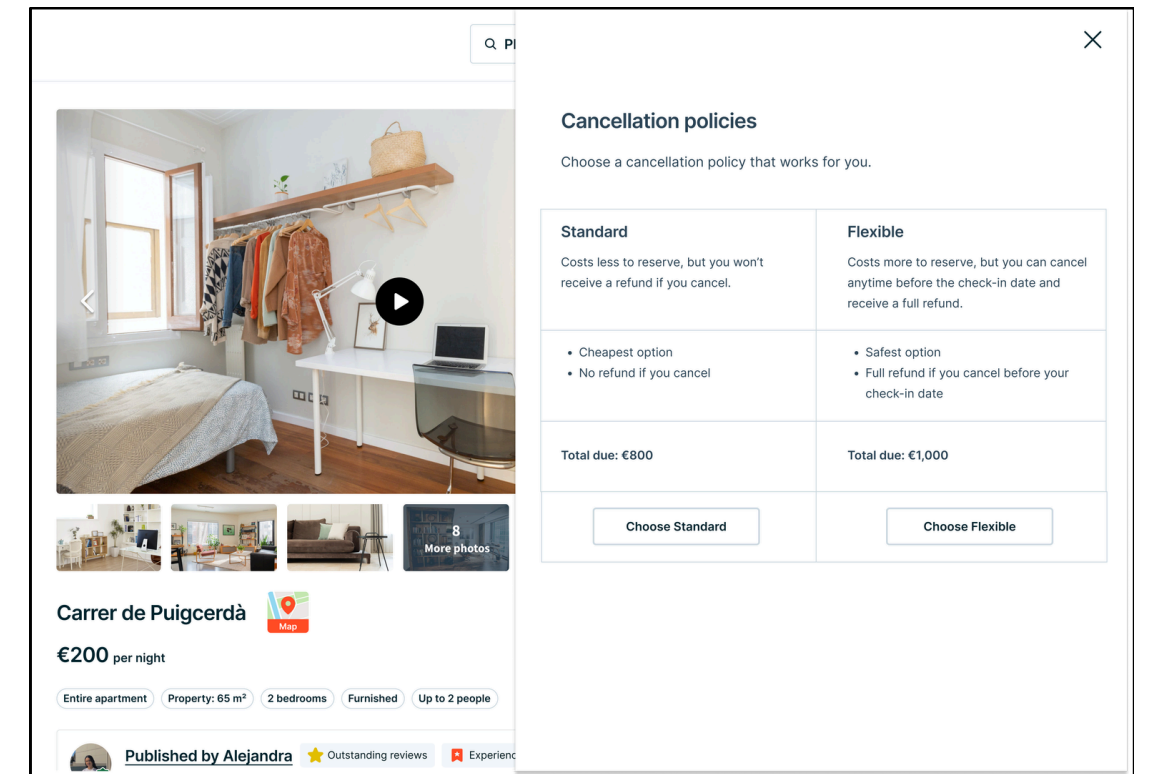 Pl
Cancellation policies
Choose a cancellation policy that works for you.
Standard
Costs less to reserve, but you won’t
receive a refund if you cancel.
Flexible
Costs more to reserve, but you can cancel
anytime before the check-in date and
receive a full refund.
• Cheapest option
• No refund if you cancel
• Safest option
• Full refund if you cancel before your
check-in date
Total due: €800
Total due: €1,000
Choose Standard
Choose Flexible
8
More photos
Carrer de Puigcerdà
Map
€200 per night
Entire apartment
Property: 65 m²
2 bedrooms
Furnished
Up to 2 people
Published by Alejandra
Outstanding reviews
Experienc